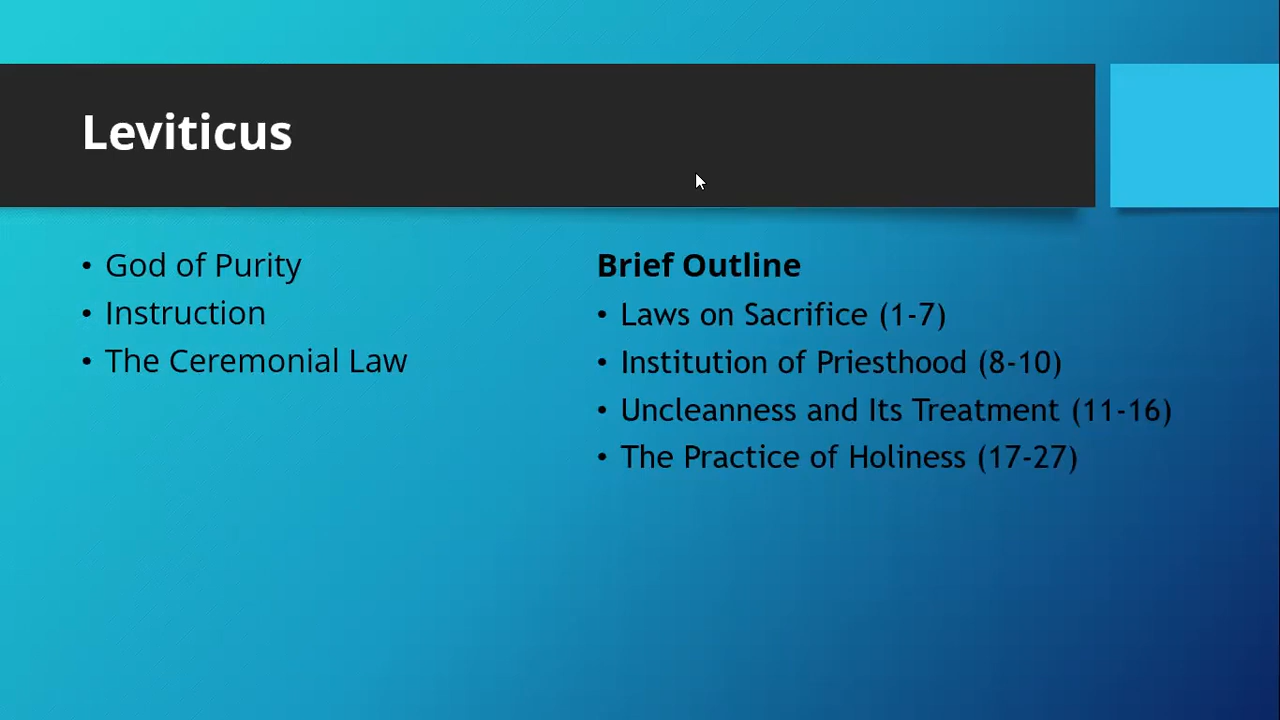 Leviticus
• God of Purity
• Instruction
• The Ceremonial Law
Brief Outline
• Laws on Sacrifice (1-7)
• Institution of Priesthood (8-10)
• Uncleanness and Its Treatment (11-16)
• The Practice of Holiness (17-27)